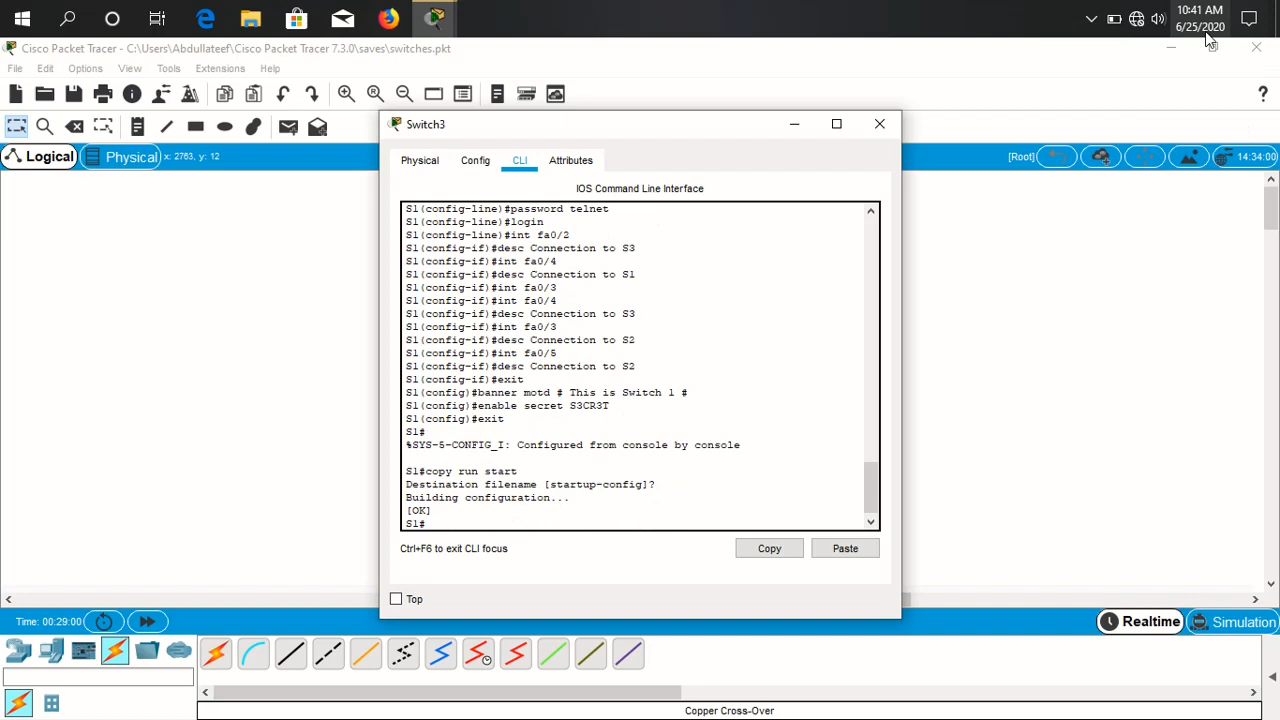 10:41 AM
6/25/2020
Cisco Packet Tracer - C:\Users\Abdullateef\Cisco Packet Tracer 7.3.0\saves\switches.pkt
File Edit Options View Tools Extensions Help
Logical Physical x: 2763, y: 12 [Root] 14:34:00
Switch3
Physical Config CLI Attributes
IOS Command Line Interface
S1(config-line)#password telnet
S1(config-line)#login
S1(config-line)#int fa0/2
S1(config-if)#desc Connection to S3
S1(config-if)#int fa0/4
S1(config-if)#desc Connection to S1
S1(config-if)#int fa0/3
S1(config-if)#int fa0/4
S1(config-if)#desc Connection to S3
S1(config-if)#int fa0/3
S1(config-if)#desc Connection to S2
S1(config-if)#int fa0/5
S1(config-if)#desc Connection to S2
S1(config-if)#exit
S1(config)#banner motd # This is Switch 1 #
S1(config)#enable secret S3CR3T
S1(config)#exit
S1#
%SYS-5-CONFIG_I: Configured from console by console
S1#copy run start
Destination filename [startup-config]?
Building configuration...
[OK]
S1#
Ctrl+F6 to exit CLI focus Copy Paste
Top
Time: 00:29:00 Realtime Simulation
Copper Cross-Over